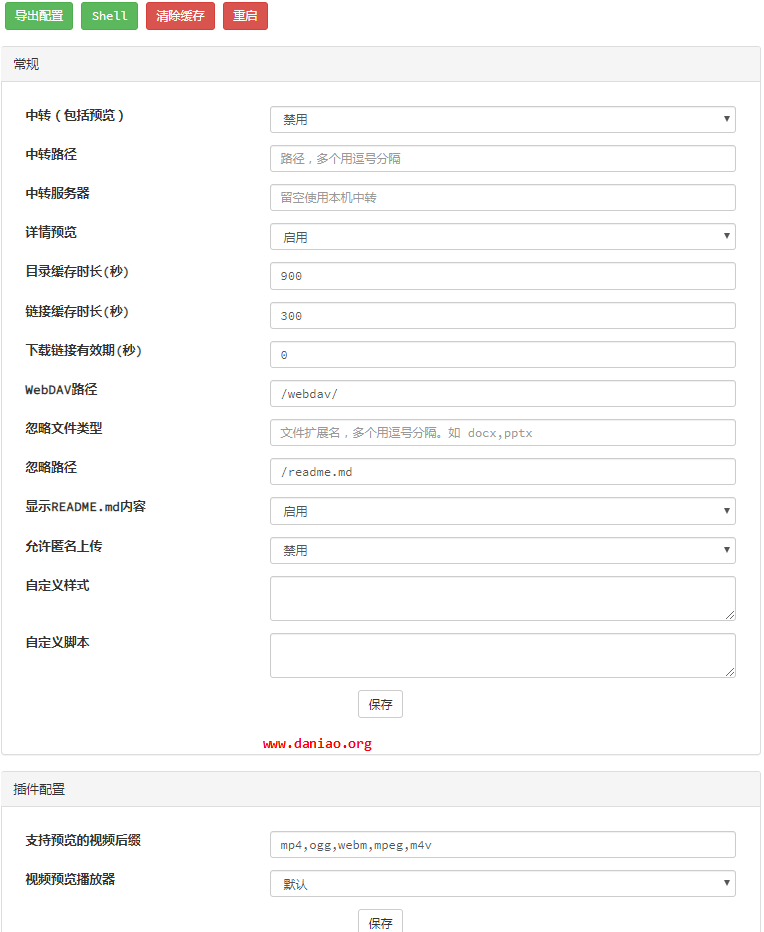 导出配置 Shell 清除缓存 重启
常规
中转（包括预览） 禁用
中转路径 路径，多个用逗号分隔
中转服务器 留空使用本机中转
详情预览 启用
目录缓存时长(秒) 900
链接缓存时长(秒) 300
下载链接有效期(秒) 0
WebDAV路径 /webdav/
忽略文件类型 文件扩展名，多个用逗号分隔。如 docx,pptx
忽略路径 /readme.md
显示README.md内容 启用
允许匿名上传 禁用
自定义样式
自定义脚本
保存
www.daniao.org
插件配置
支持预览的视频后缀 mp4,ogg,webm,mpeg,m4v
视频预览播放器 默认
保存